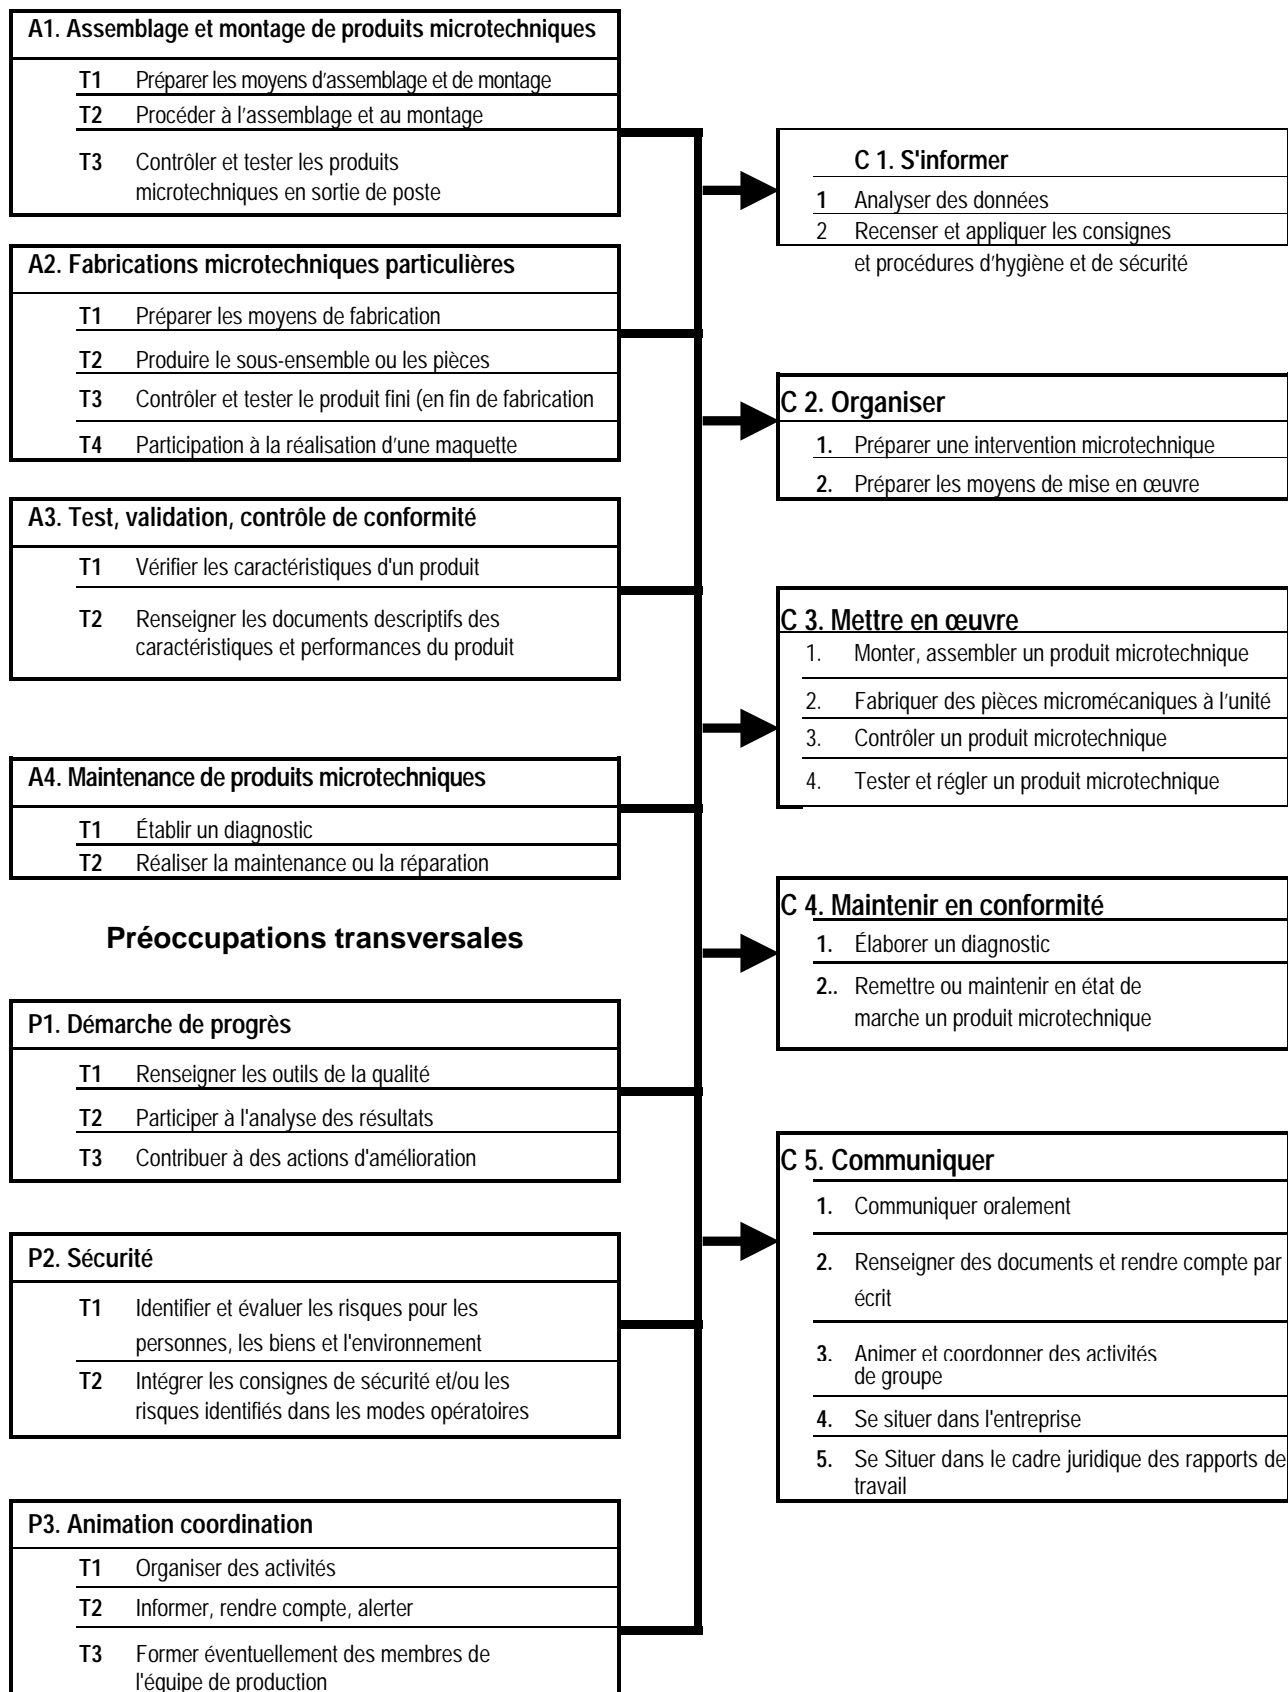 A1. Assemblage et montage de produits microtechniques
T1 Préparer les moyens d'assemblage et de montage
T2 Procéder à l'assemblage et au montage
T3 Contrôler et tester les produits
microtechniques en sortie de poste
A2. Fabrications microtechniques particulières
T1 Préparer les moyens de fabrication
T2 Produire le sous-ensemble ou les pièces
T3 Contrôler et tester le produit fini (en fin de fabrication
T4 Participation à la réalisation d'une maquette
A3. Test, validation, contrôle de conformité
T1 Vérifier les caractéristiques d'un produit
T2 Renseigner les documents descriptifs des
caractéristiques et performances du produit
A4. Maintenance de produits microtechniques
T1 Établir un diagnostic
T2 Réaliser la maintenance ou la réparation
Préoccupations transversales
P1. Démarche de progrès
T1 Renseigner les outils de la qualité
T2 Participer à l'analyse des résultats
T3 Contribuer à des actions d'amélioration
P2. Sécurité
T1 Identifier et évaluer les risques pour les
personnes, les biens et l'environnement
T2 Intégrer les consignes de sécurité et/ou les
risques identifiés dans les modes opératoires
P3. Animation coordination
T1 Organiser des activités
T2 Informer, rendre compte, alerter
T3 Former éventuellement des membres de
l'équipe de production
C 1. S'informer
1 Analyser des données
2 Recenser et appliquer les consignes
et procédures d'hygiène et de sécurité
C 2. Organiser
1. Préparer une intervention microtechnique
2. Préparer les moyens de mise en œuvre
C 3. Mettre en œuvre
1. Monter, assembler un produit microtechnique
2. Fabriquer des pièces micromécaniques à l'unité
3. Contrôler un produit microtechnique
4. Tester et régler un produit microtechnique
C 4. Maintenir en conformité
1. Élaborer un diagnostic
2.. Remettre ou maintenir en état de
marche un produit microtechnique
C 5. Communiquer
1. Communiquer oralement
2. Renseigner des documents et rendre compte par
écrit
3. Animer et coordonner des activités
de groupe
4. Se situer dans l'entreprise
5. Se Situer dans le cadre juridique des rapports de
travail